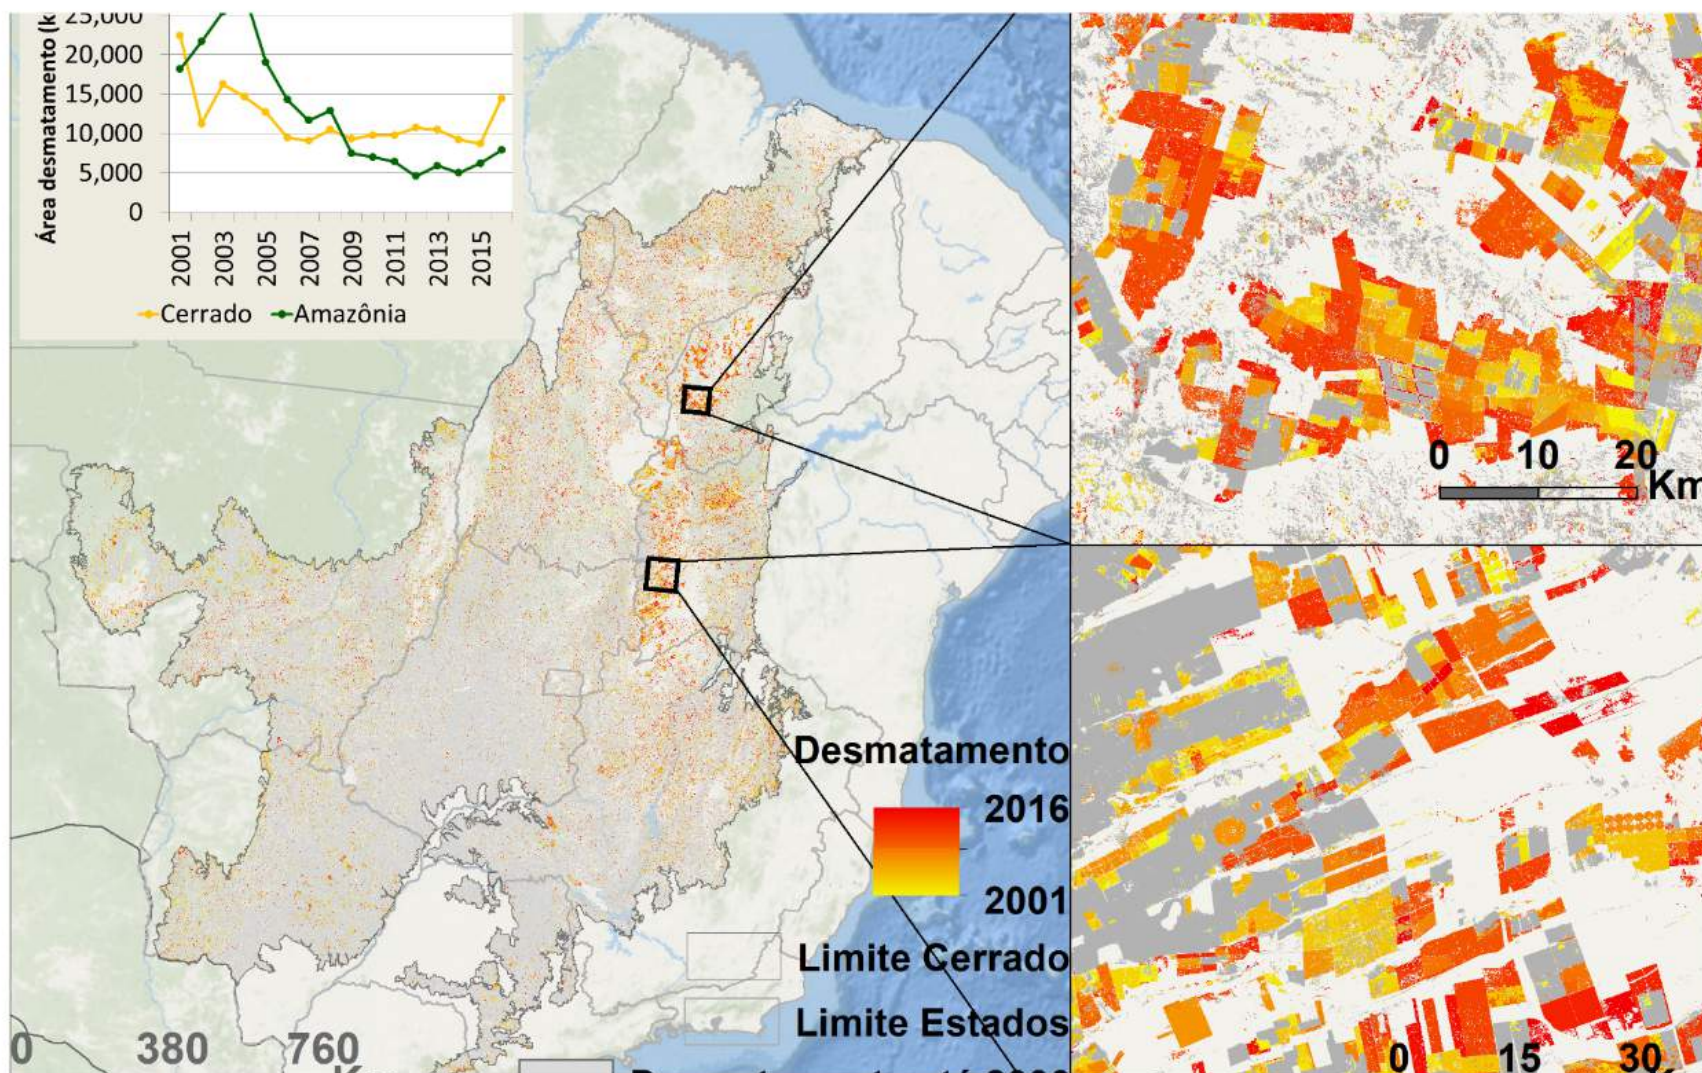 25,000
20,000
15,000
10,000
5,000
0
Área desmatamento (k
2001
2003
2005
2007
2009
2011
2013
2015
Cerrado Amazônia
0 10 20
Km
Desmatamento
2016
2001
Limite Cerrado
Limite Estados
0 380 760
0 15 30